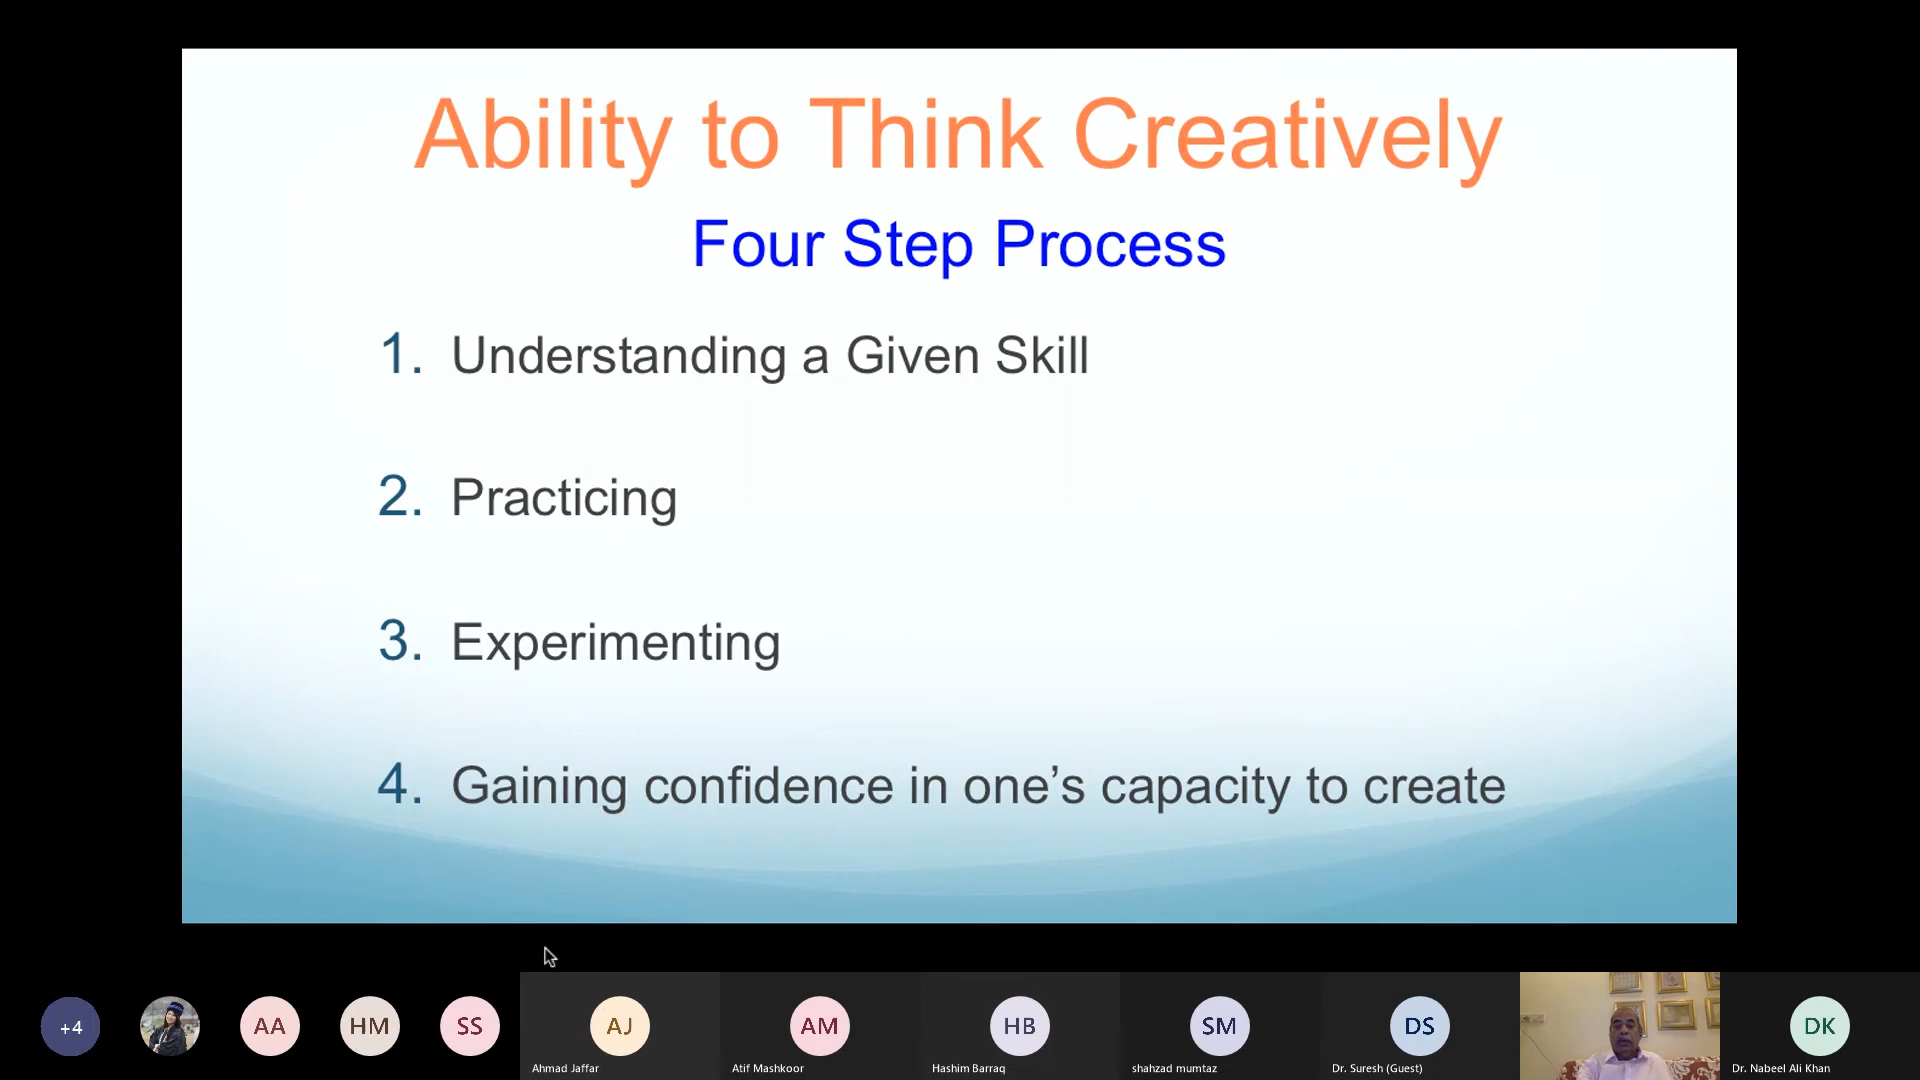 Ability to Think Creatively
Four Step Process
1. Understanding a Given Skill
2. Practicing
3. Experimenting
4. Gaining confidence in one’s capacity to create
+4
AA
HM
SS
AJ
AM
HB
SM
DS
DK
Ahmad Jaffar
Atif Mashkoor
Hashim Barraq
shahzad mumtaz
Dr. Suresh (Guest)
Dr. Nabeel Ali Khan